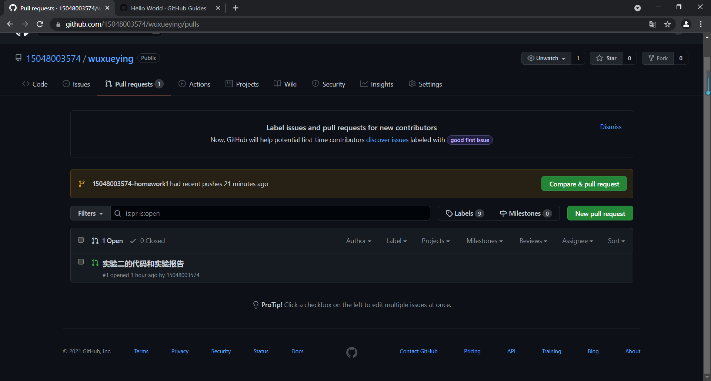 Pull requests · 15048003574/w
Hello World · GitHub Guides
github.com/15048003574/wuxueying/pulls
15048003574 / wuxueying Public
Unwatch 1 Star 0 Fork 0
Code Issues Pull requests 1 Actions Projects Wiki Security Insights Settings
Label issues and pull requests for new contributors
Dismiss
Now, GitHub will help potential first-time contributors discover issues labeled with good first issue
15048003574-homework1 had recent pushes 21 minutes ago
Compare & pull request
Filters is:pr is:open Labels 9 Milestones 0 New pull request
1 Open 0 Closed Author Label Projects Milestones Reviews Assignee Sort
实验二的代码和实验报告
#1 opened 1 hour ago by 15048003574
ProTip! Click a checkbox on the left to edit multiple issues at once.
© 2021 GitHub, Inc. Terms Privacy Security Status Docs Contact GitHub Pricing API Training Blog About